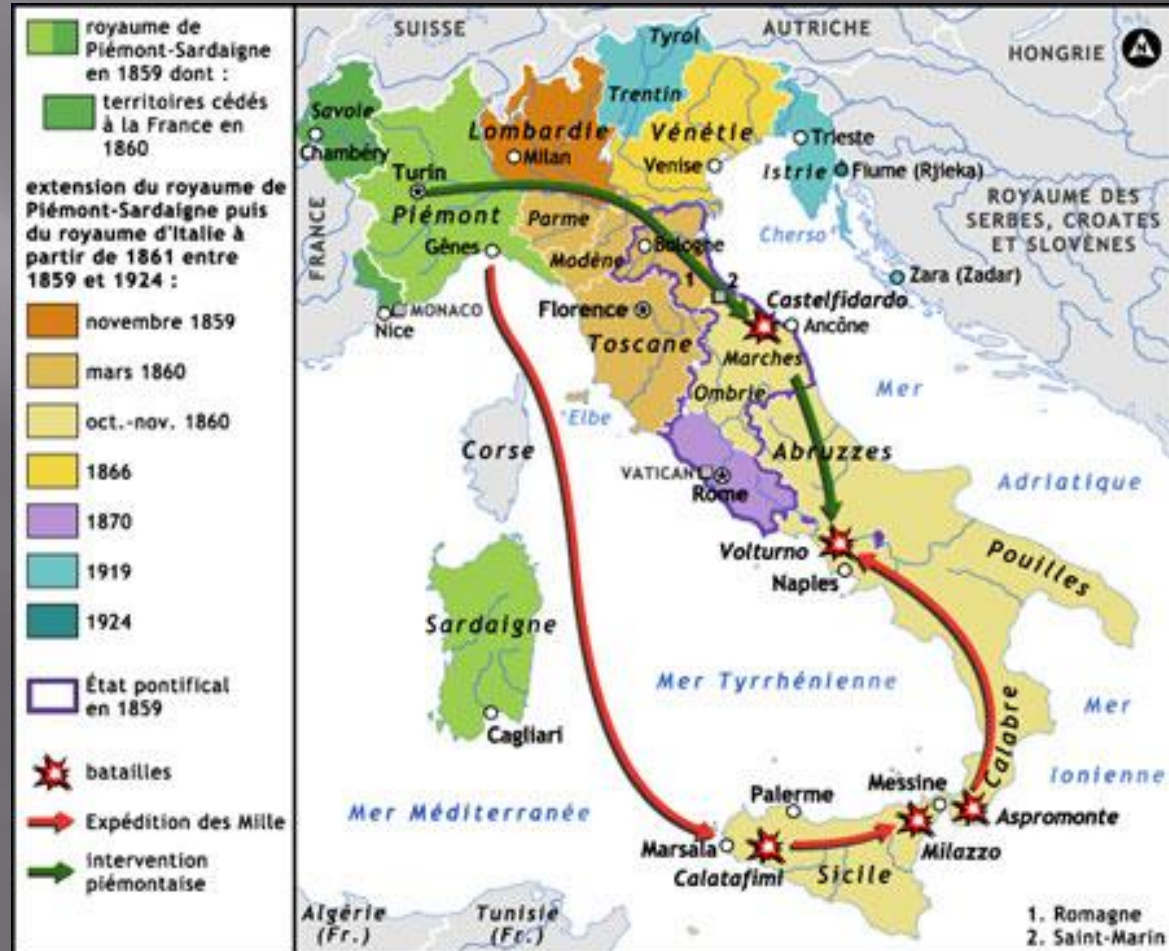 royaume de
Piémont-Sardaigne
en 1859 dont :
territoires cédés
à la France en
1860
extension du royaume de
Piémont-Sardaigne puis
du royaume d'Italie à
partir de 1861 entre
1859 et 1924 :
novembre 1859
mars 1860
oct.-nov. 1860
1866
1870
1919
1924
État pontifical
en 1859
batailles
Expédition des Mille
intervention
piémontaise
SUISSE
AUTRICHE
HONGRIE
N
Tyrol
Trentin
Savoie
Chambéry
Lombardie
Milan
Vénétie
Venise
Trieste
Istrie
Fiume (Rjieka)
Turin
Piémont
Parme
Gênes
Modène
Bologne
FRANCE
ROYAUME DES
SERBES, CROATES
ET SLOVÈNES
Cherso
Zara (Zadar)
1
2
MONACO
Nice
Florence
Castelfidardo
Ancône
Toscane
Marches
Ombrie
Elbe
Mer
Adriatique
Corse
Abruzzes
VATICAN
Rome
Volturno
Naples
Pouilles
Sardaigne
Cagliari
Mer Tyrrhénienne
Mer
Ionienne
Calabre
Mer Méditerranée
Palerme
Messine
Aspromonte
Marsala
Milazzo
Calatafimi
Sicile
Algérie
(Fr.)
Tunisie
(Fr.)
1. Romagne
2. Saint-Marin